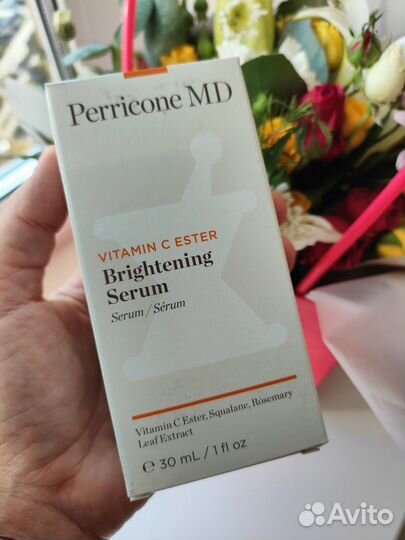 Perricone MD
VITAMIN C ESTER
Brightening
Serum
Serum / Sérum
Vitamin C Ester, Squalane, Rosemary
Leaf Extract
℮ 30 mL / 1 fl oz
Avito